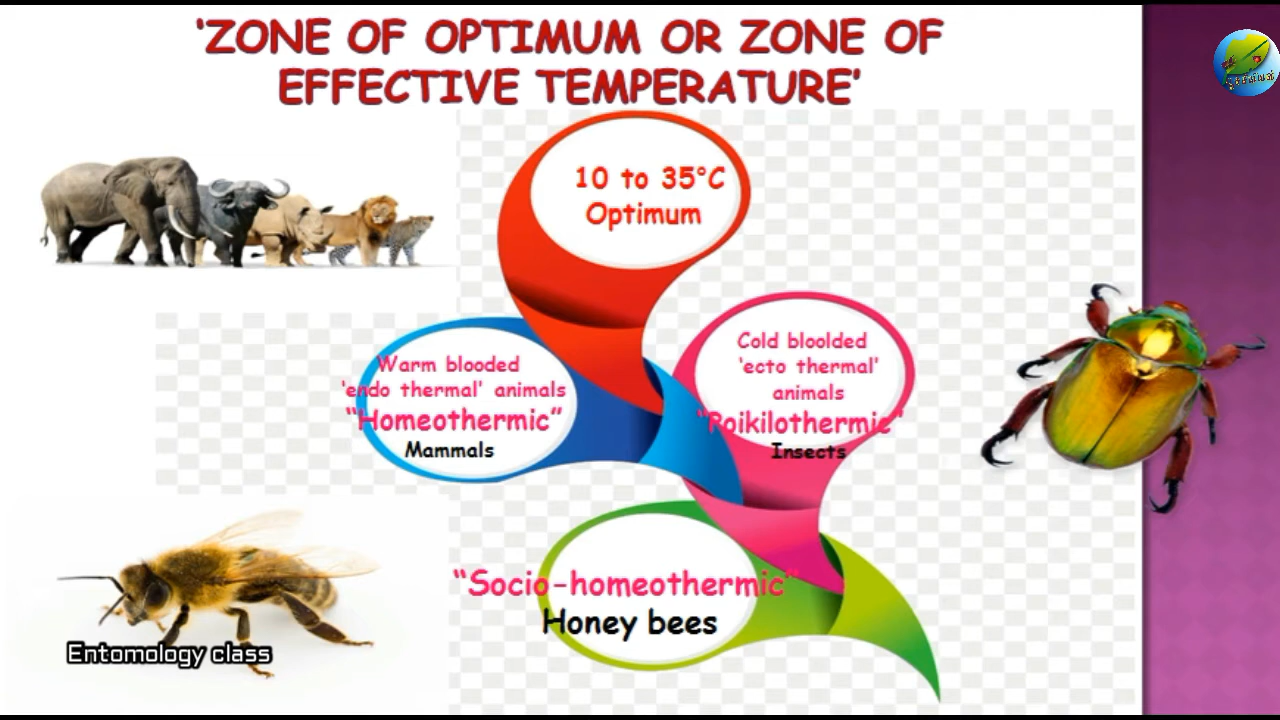 ‘ZONE OF OPTIMUM OR ZONE OF
EFFECTIVE TEMPERATURE’
10 to 35°C
Optimum
Warm blooded
‘endo thermal’ animals
“Homeothermic”
Mammals
Cold bloolded
‘ecto thermal’
animals
“Poikilothermic”
Insects
“Socio-homeothermic”
Honey bees
Entomology class